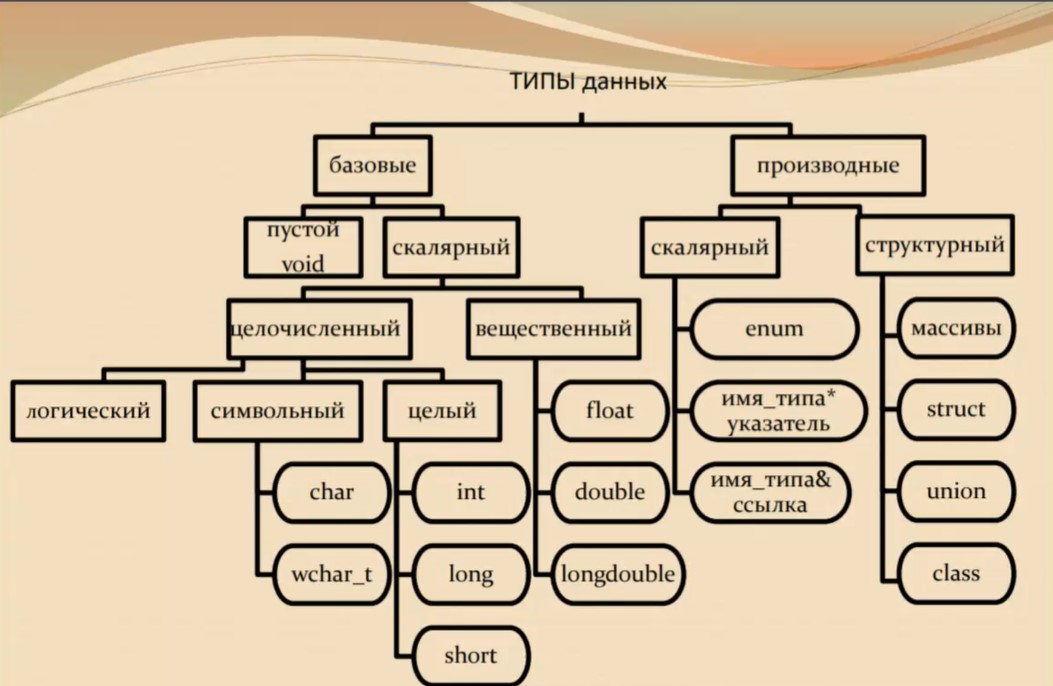 ТИПЫ данных
базовые
производные
пустой
void
скалярный
скалярный
структурный
целочисленный
вещественный
enum
массивы
логический
символьный
целый
float
имя_типа*
указатель
struct
char
int
double
имя_типа&
ссылка
union
wchar_t
long
longdouble
class
short